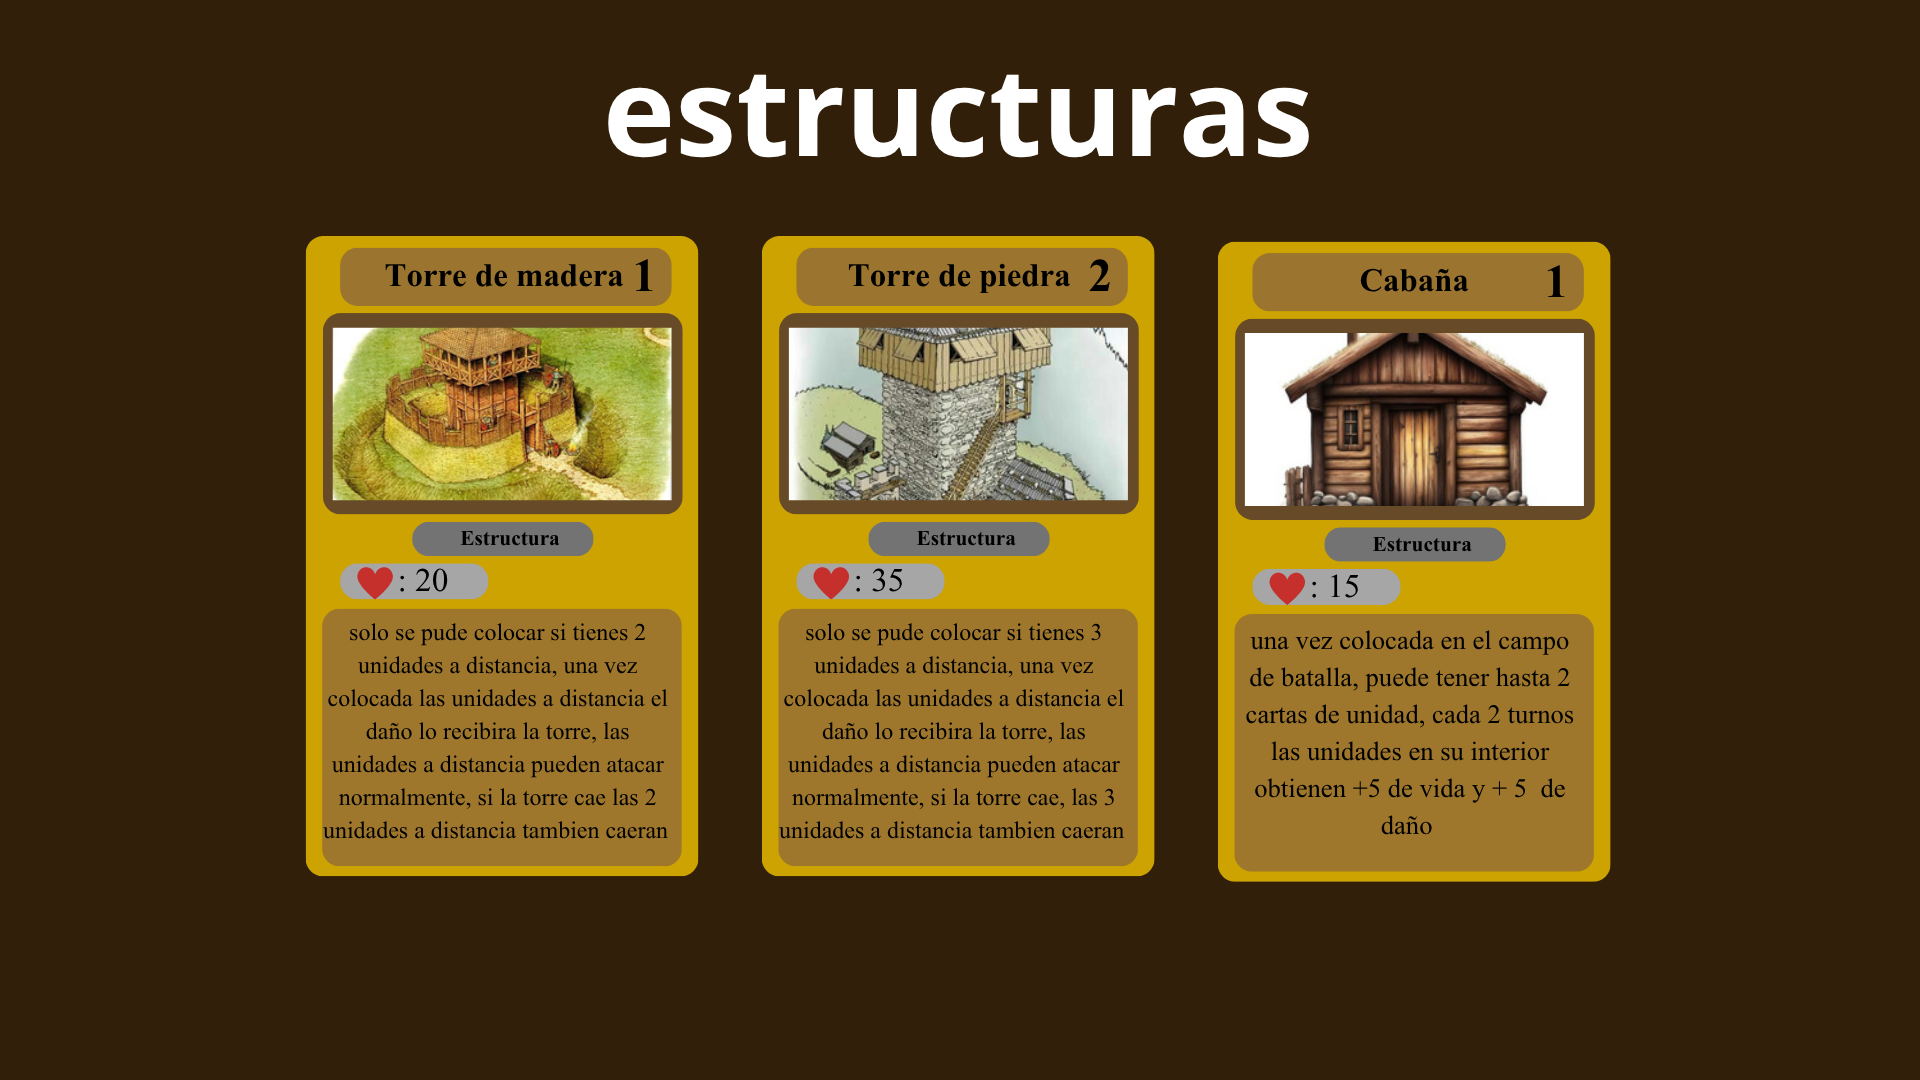 estructuras
Torre de madera 1
Estructura
: 20
solo se pude colocar si tienes 2
unidades a distancia, una vez
colocada las unidades a distancia el
daño lo recibira la torre, las
unidades a distancia pueden atacar
normalmente, si la torre cae las 2
unidades a distancia tambien caeran
Torre de piedra 2
Estructura
: 35
solo se pude colocar si tienes 3
unidades a distancia, una vez
colocada las unidades a distancia el
daño lo recibira la torre, las
unidades a distancia pueden atacar
normalmente, si la torre cae, las 3
unidades a distancia tambien caeran
Cabaña 1
Estructura
: 15
una vez colocada en el campo
de batalla, puede tener hasta 2
cartas de unidad, cada 2 turnos
las unidades en su interior
obtienen +5 de vida y + 5  de
daño